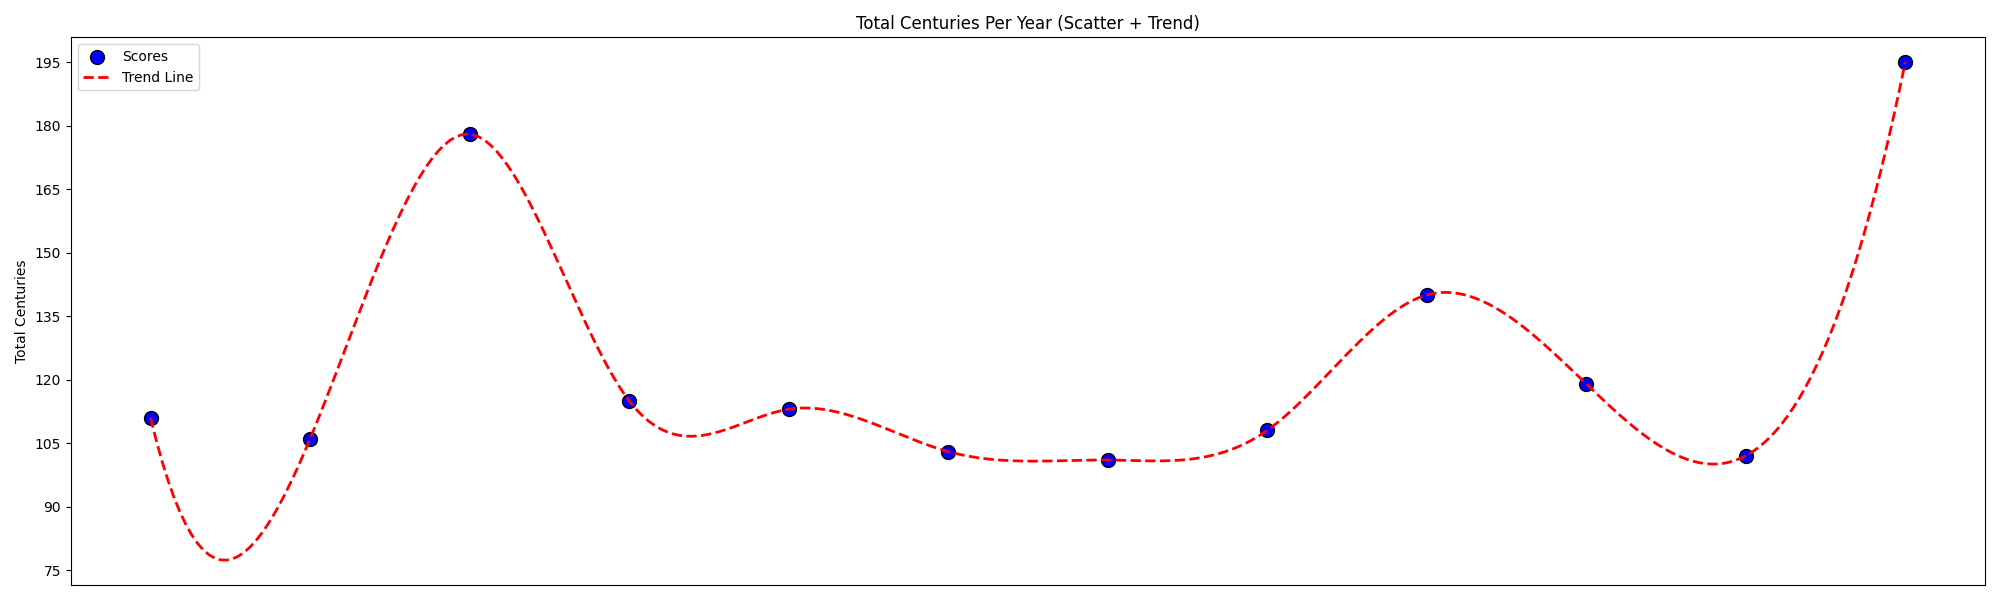 Total Centuries Per Year (Scatter + Trend)
Scores
Trend Line
195
180
165
150
135
120
105
90
75
Total Centuries